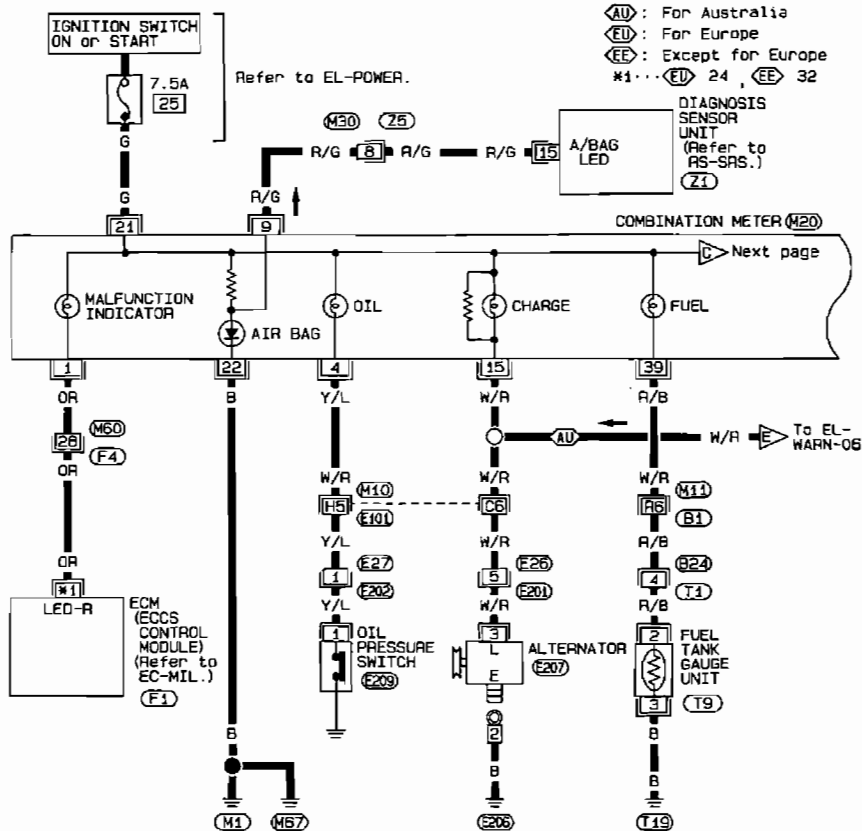 IGNITION SWITCH
ON or START
7.5A
25
Refer to EL-POWER.
AU : For Australia
EU : For Europe
EE : Except for Europe
*1··· EU 24 , EE 32
G
G
M30 Z5
R/G 8 R/G R/G 15
R/G
A/BAG
LED
DIAGNOSIS
SENSOR
UNIT
(Refer to
RS-SRS.)
Z1
21
9
COMBINATION METER M20
C Next page
MALFUNCTION
INDICATOR
AIR BAG
OIL
CHARGE
FUEL
1
22
4
15
39
OR
B
Y/L
W/R
R/B
28
M60
F4
AU
W/R
E To EL-
WARN-06
OR
W/R
W/R
W/R
H5
M10
E101
C6
R6
M11
B1
Y/L
W/R
R/B
1
E27
E202
5
E26
E201
4
B24
T1
OR
Y/L
W/R
R/B
*1
LED-R
ECM
(ECCS
CONTROL
MODULE)
(Refer to
EC-MIL.)
F1
1
OIL
PRESSURE
SWITCH
E209
3
L
E
ALTERNATOR
E207
2
FUEL
TANK
GAUGE
UNIT
3
T9
B
2
B
B
B
M1
M67
E206
T19